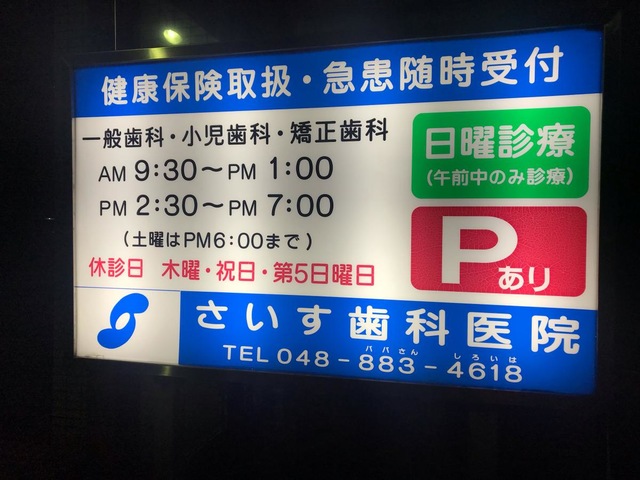 健康保険取扱・急患随時受付
一般歯科・小児歯科・矯正歯科
AM 9:30～PM 1:00
PM 2:30～PM 7:00
(土曜はPM6:00まで)
休診日 木曜・祝日・第5日曜日
日曜診療
(午前中のみ診療)
P
あり
さいす歯科医院
パパさん しろいは
TEL 048-883-4618